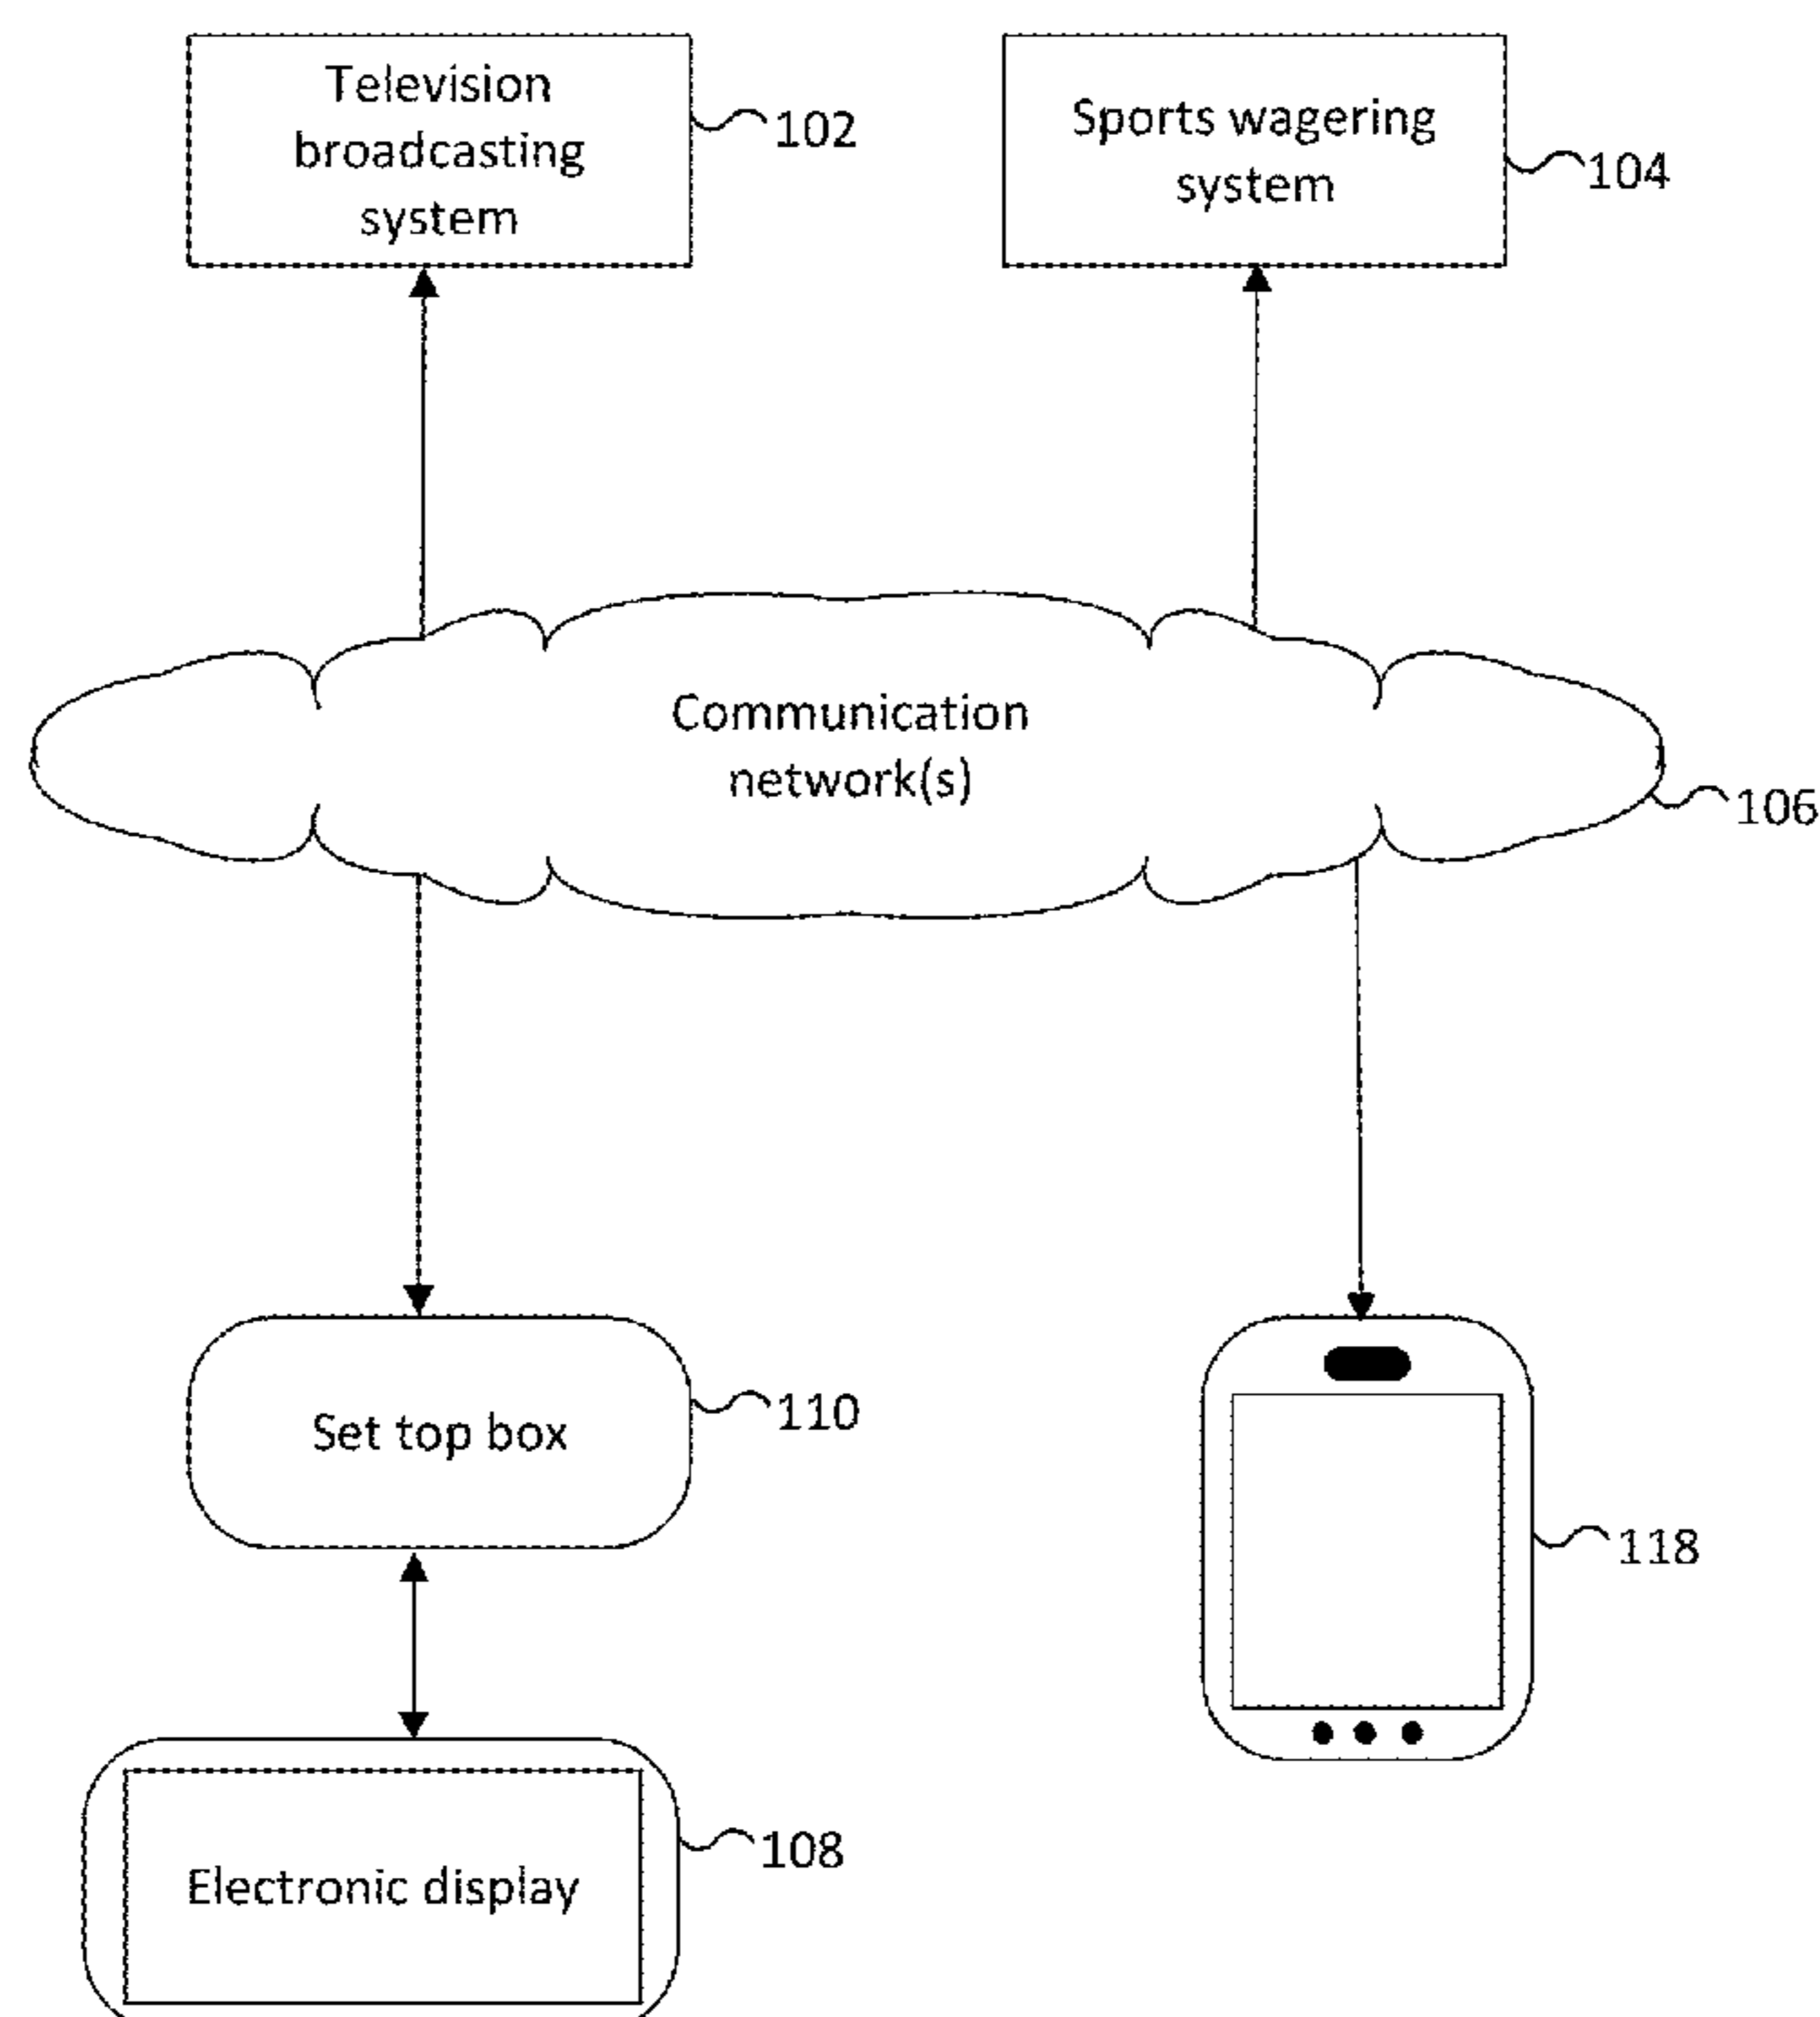 Television
broadcasting
system
102
Sports wagering
system
104
Communication
network(s)
106
Set top box
110
118
Electronic display
108